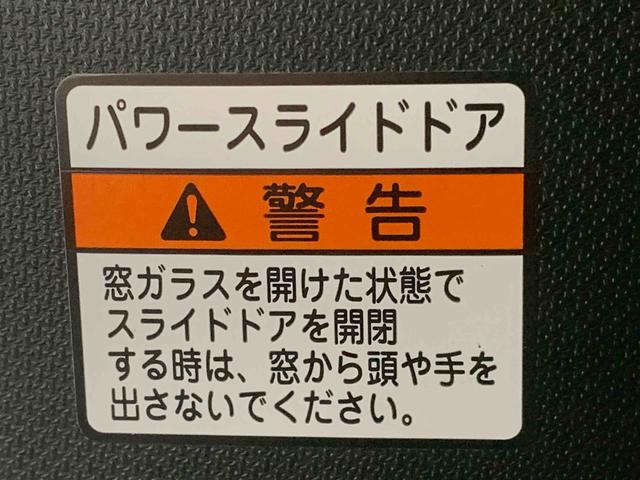 パワースライドドア
警告
窓ガラスを開けた状態で
スライドドアを開閉
する時は、窓から頭や手を
出さないでください。